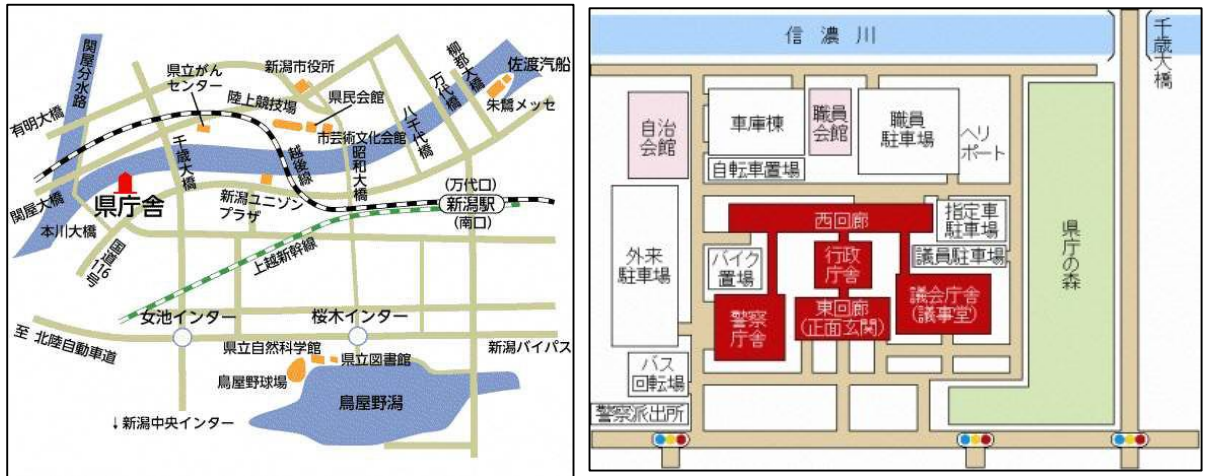 関屋分水路
県立がん
センター
新潟市役所
陸上競技場
県民会館
万代橋
柳都大橋
佐渡汽船
朱鷺メッセ
有明大橋
千歳大橋
市芸術文化会館
八千代橋
越後線
昭和大橋
関屋大橋
県庁舎
新潟ユニゾン
プラザ
(万代口)
新潟駅
(南口)
本川大橋
国道116号
上越新幹線
女池インター
桜木インター
至 北陸自動車道
新潟バイパス
県立自然科学館
県立図書館
鳥屋野球場
鳥屋野潟
↓新潟中央インター
信濃川
千歳大橋
自治
会館
車庫棟
職員
会館
職員
駐車場
ヘリ
ポート
自転車置場
外来
駐車場
西回廊
指定車
駐車場
バイク
置場
行政
庁舎
議員駐車場
県庁の森
警察
庁舎
東回廊
(正面玄関)
議会庁舎
(議事堂)
バス
回転場
警察派出所